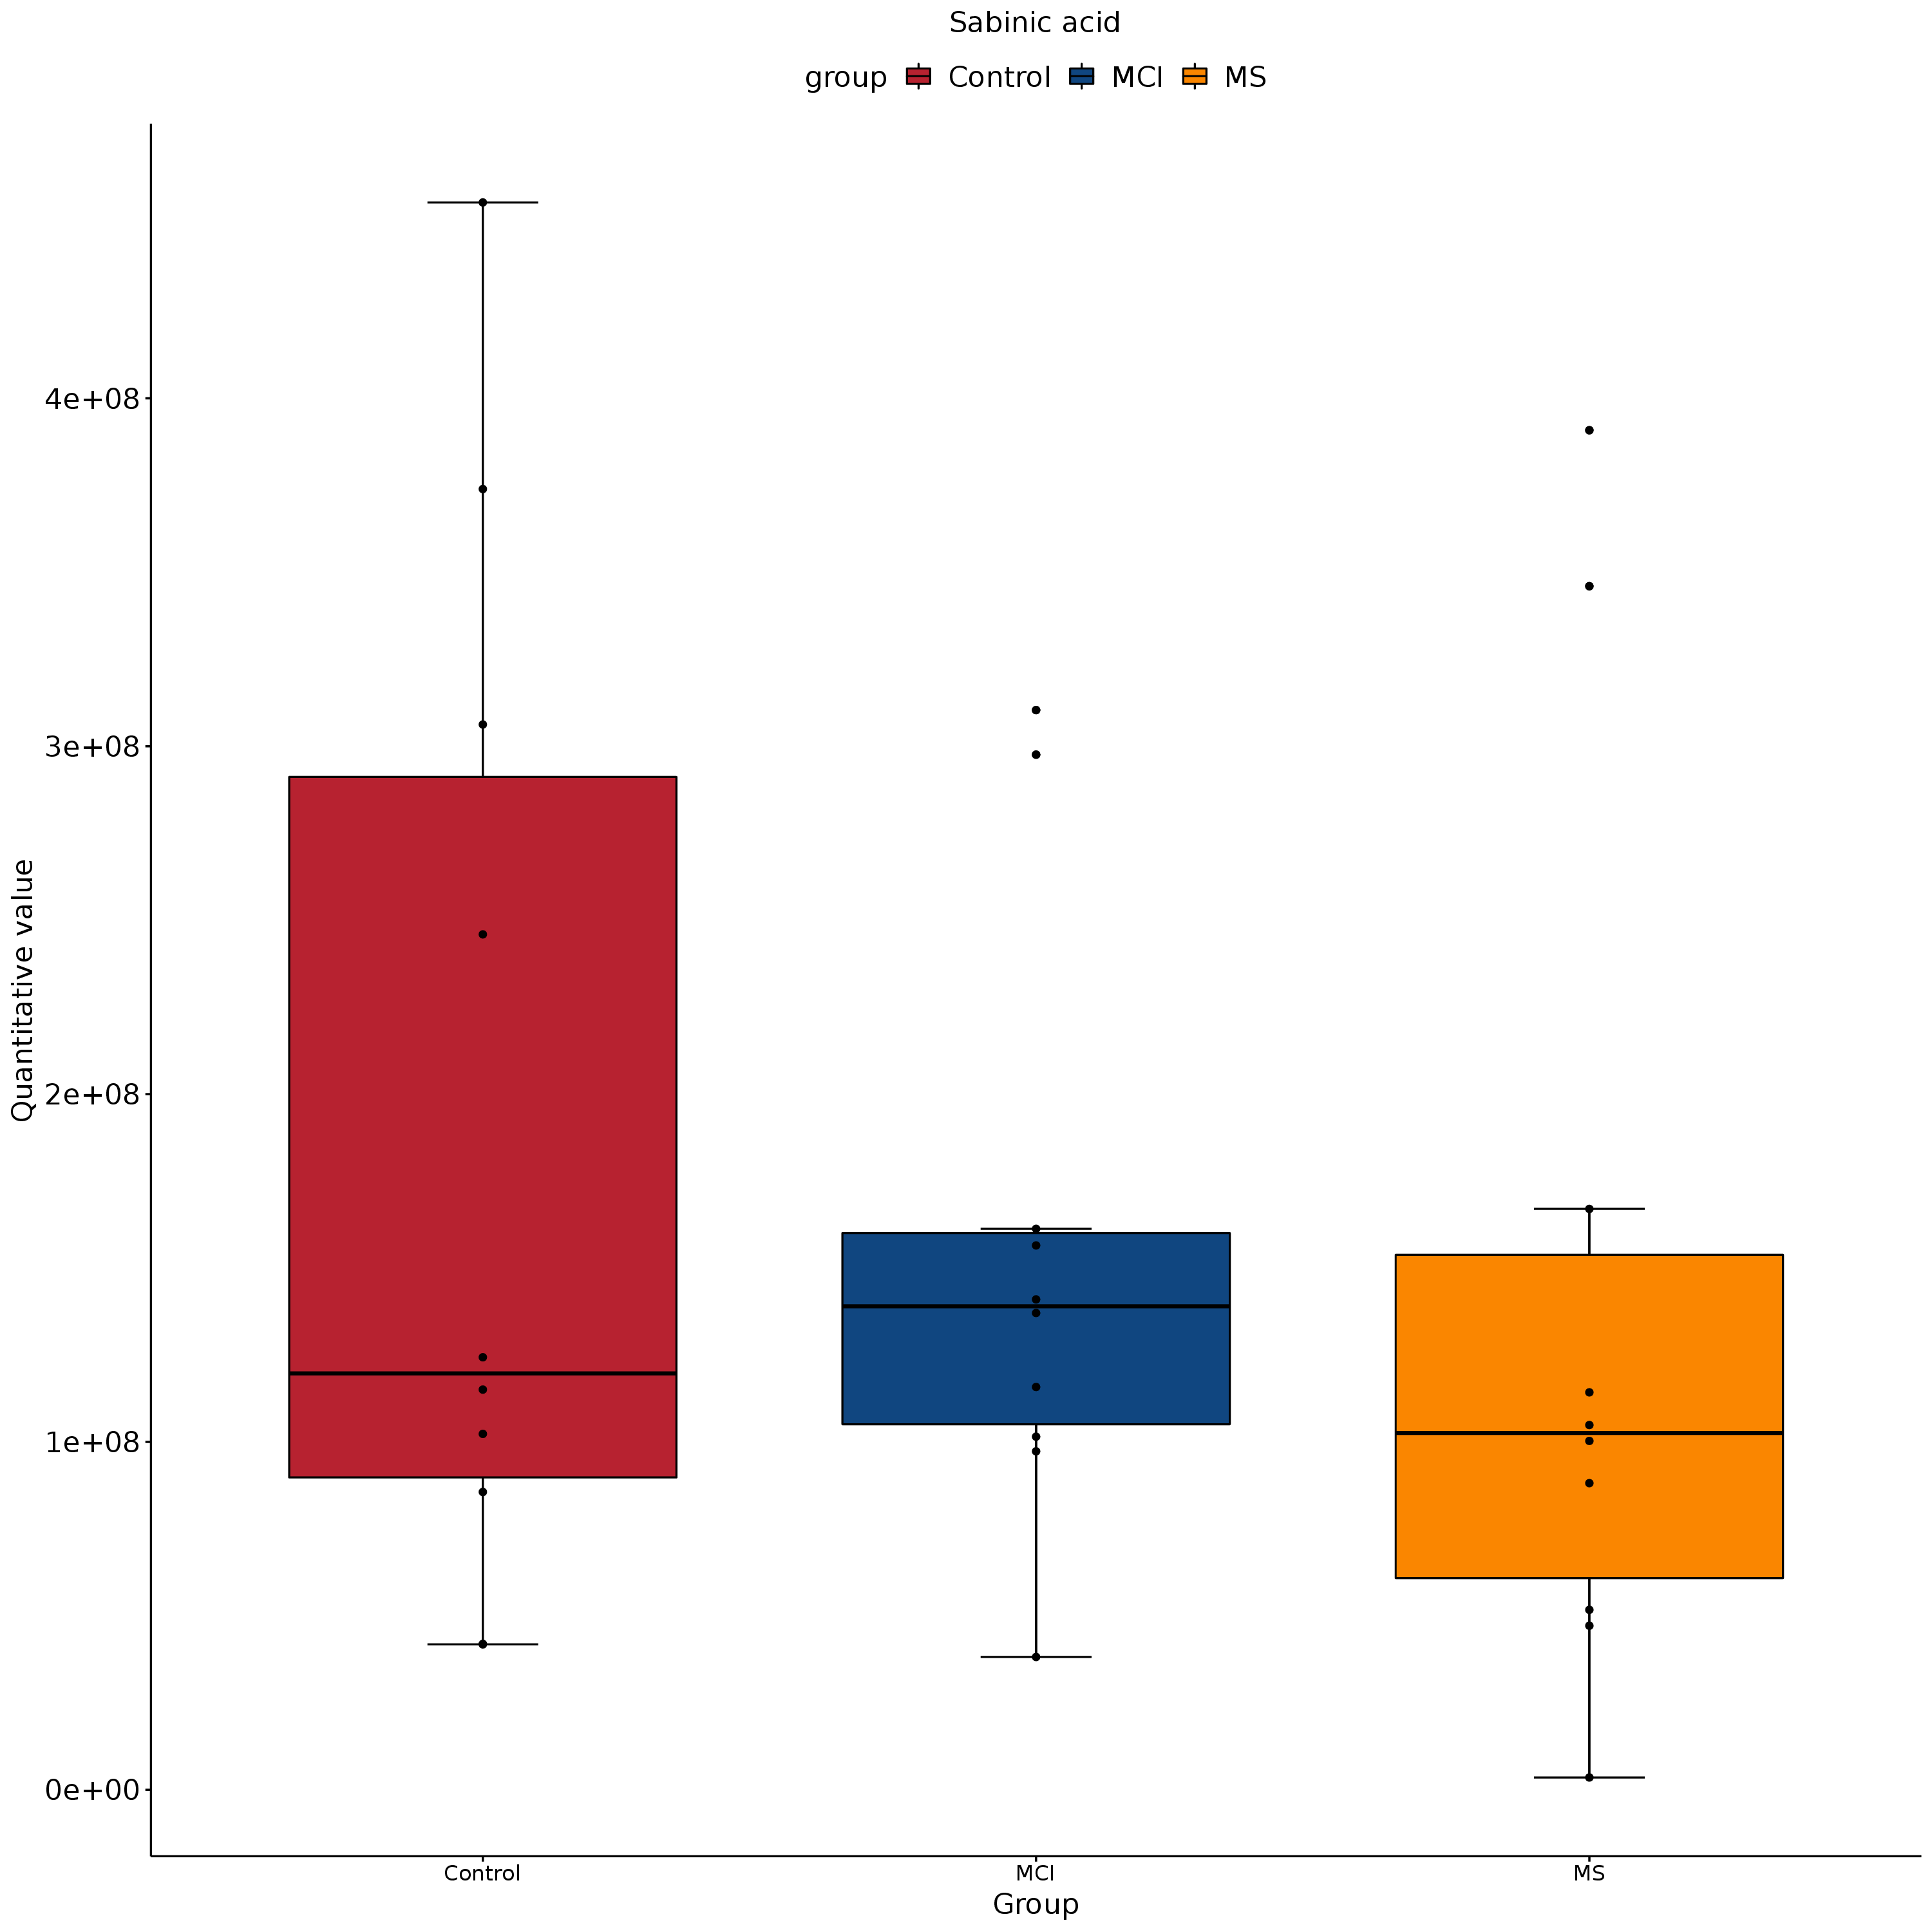 Sabinic acid
group Control MCI MS
Quantitative value
4e+08
3e+08
2e+08
1e+08
0e+00
Control MCI MS
Group